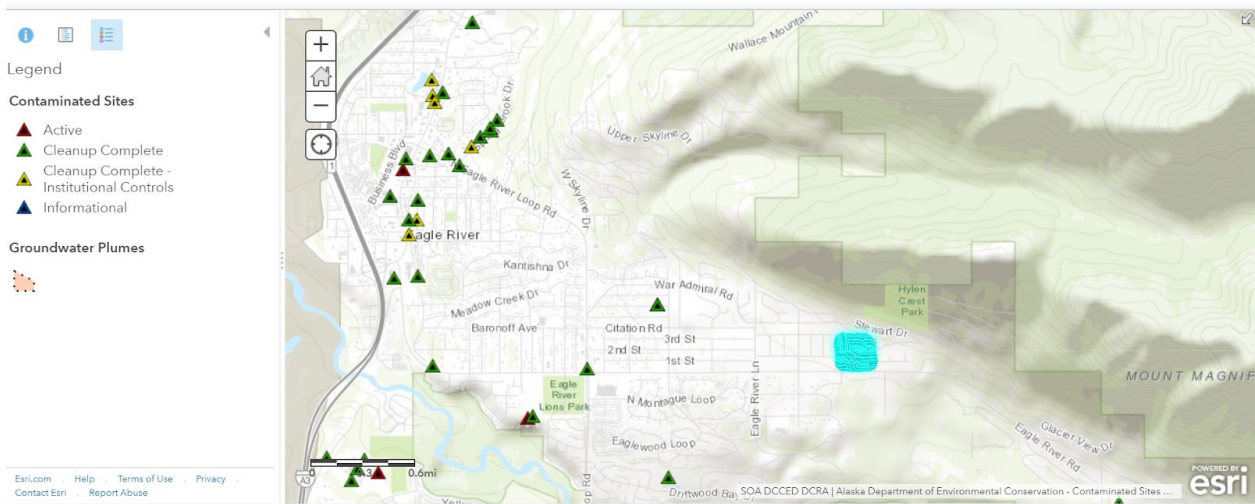 Legend
Contaminated Sites
Active
Cleanup Complete
Cleanup Complete -
Institutional Controls
Informational
Groundwater Plumes
Esri.com . Help . Terms of Use . Privacy .
Contact Esri . Report Abuse
+
−
1
Wallace Mountain
Upper Skyline Dr
W Skyline Dr
Business Blvd
Eagle River Loop Rd
agle River
Kantishna Dr
War Admiral Rd
Meadow Creek Dr
Baronoff Ave
Citation Rd
3rd St
2nd St
1st St
Hylen
Crest
Park
Stewart Dr
MOUNT MAGNIF
Eagle
River
Lions Park
N Montague Loop
Eagle River Ln
Eaglewood Loop
Glacier View Dr
Eagle River Rd
0
0.6mi
A3
Driftwood Bay
SOA DCCED DCRA | Alaska Department of Environmental Conservation - Contaminated Sites ...
POWERED BY
esri